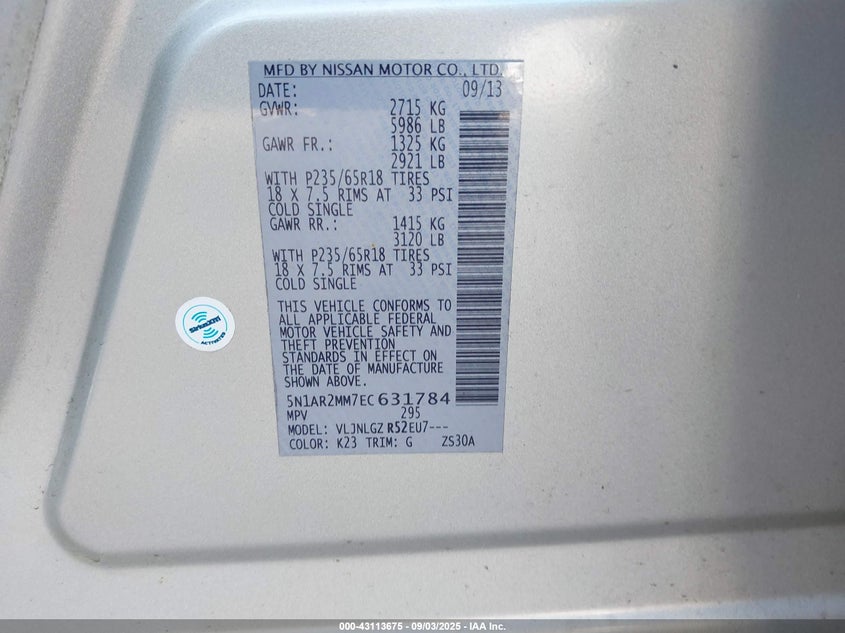 MFD BY NISSAN MOTOR CO., LTD.
DATE: 09/13
GVWR: 2715 KG
5986 LB
GAWR FR.: 1325 KG
2921 LB
WITH P235/65R18 TIRES
18 X 7.5 RIMS AT 33 PSI
COLD SINGLE
GAWR RR.: 1415 KG
3120 LB
WITH P235/65R18 TIRES
18 X 7.5 RIMS AT 33 PSI
COLD SINGLE
THIS VEHICLE CONFORMS TO
ALL APPLICABLE FEDERAL
MOTOR VEHICLE SAFETY AND
THEFT PREVENTION
STANDARDS IN EFFECT ON
THE DATE OF MANUFACTURE
SHOWN ABOVE.
5N1AR2MM7EC631784
MPV 295
MODEL: VLJNLGZ R52EU7---
COLOR: K23 TRIM: G ZS30A
SiriusXM
ACTIVATED
000-43113675 - 09/03/2025 - IAA Inc.